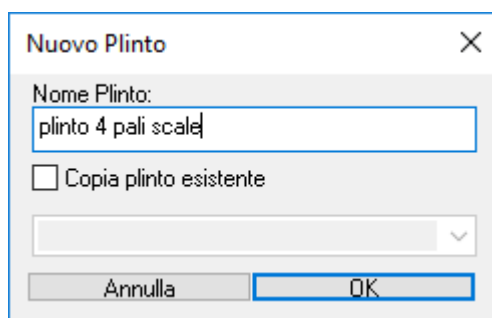 Nuovo Plinto
Nome Plinto:
plinto 4 pali scale
Copia plinto esistente
Annulla
OK